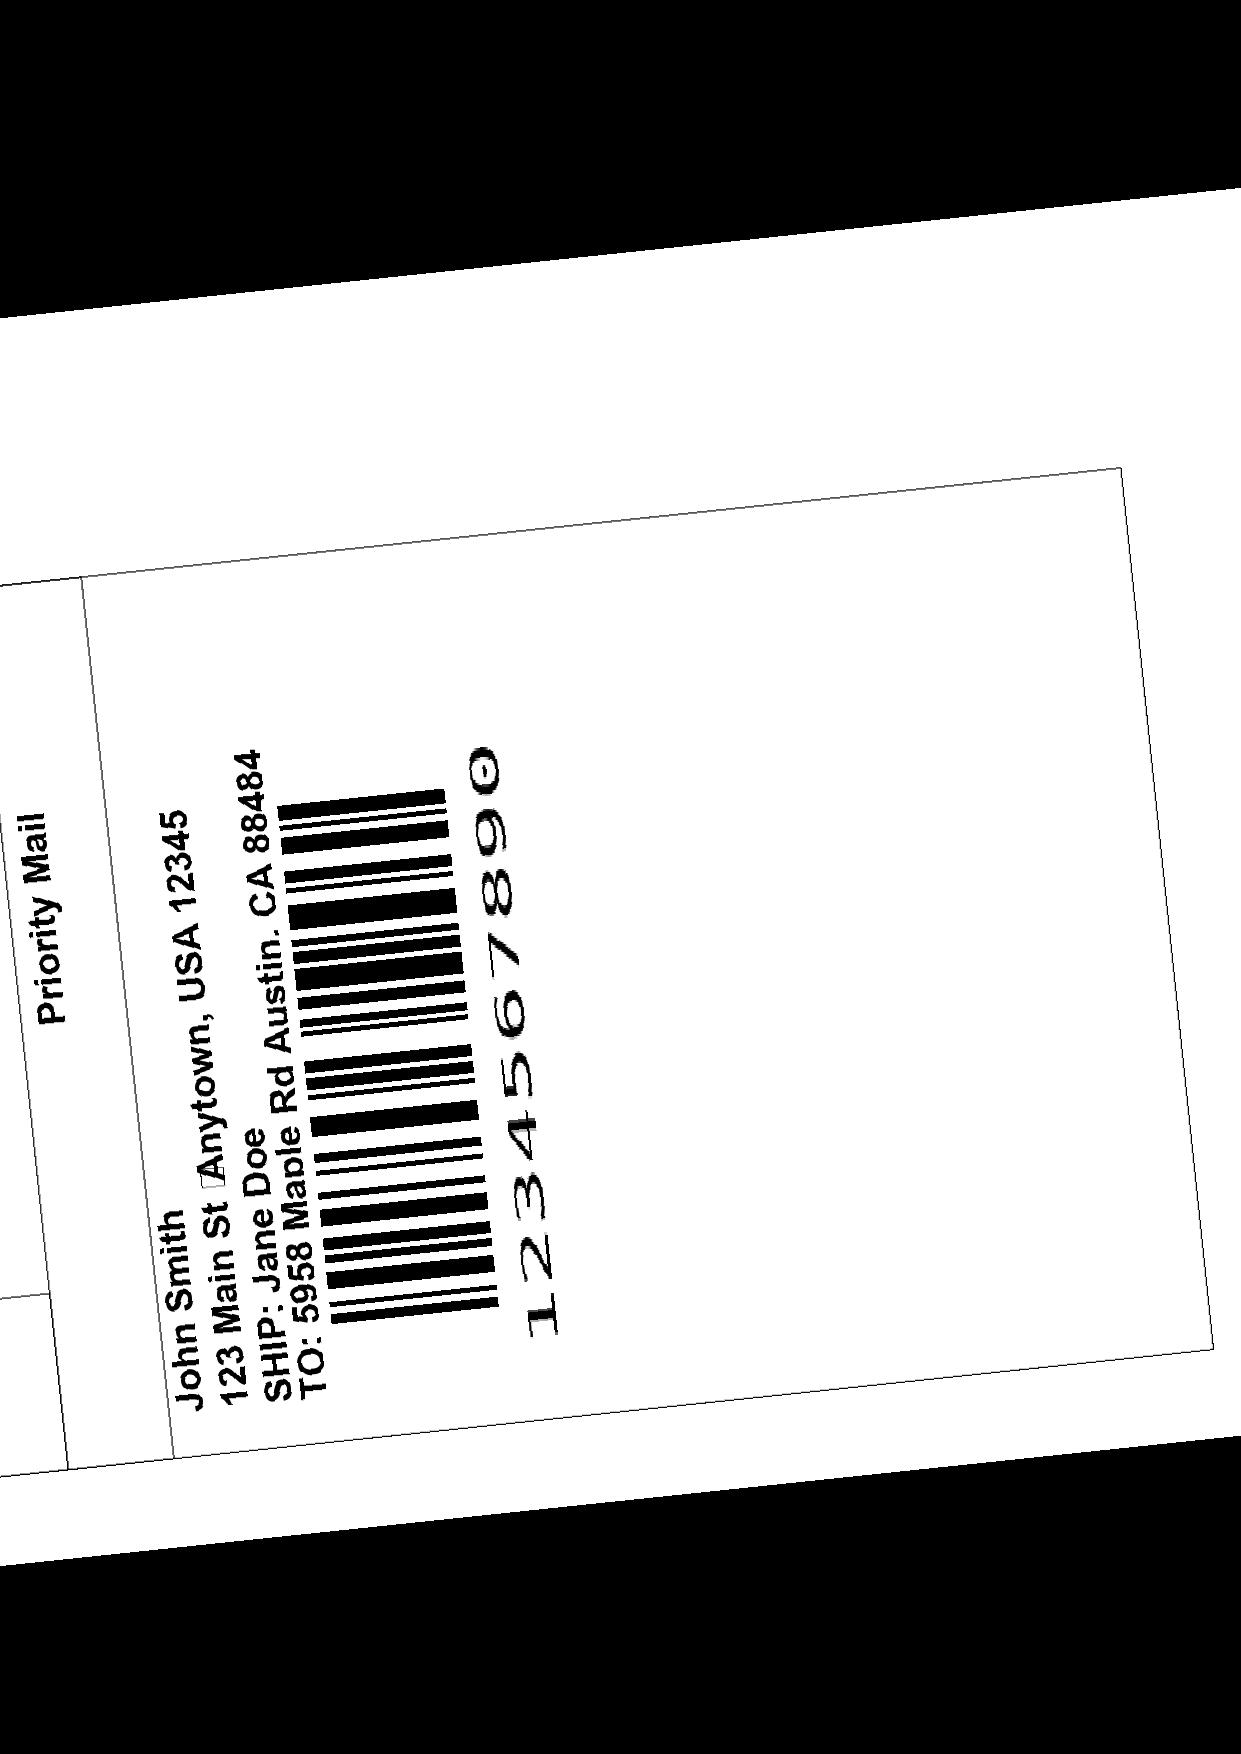 Priority Mail
John Smith
123 Main St Anytown, USA 12345
SHIP: Jane Doe
TO: 5958 Maple Rd Austin. CA 88484
1234567890